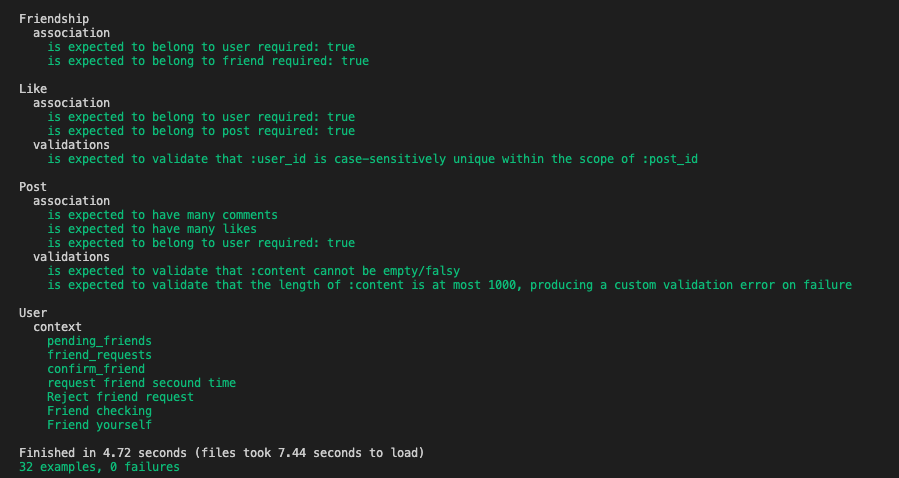 Friendship
association
is expected to belong to user required: true
is expected to belong to friend required: true
Like
association
is expected to belong to user required: true
is expected to belong to post required: true
validations
is expected to validate that :user_id is case-sensitively unique within the scope of :post_id
Post
association
is expected to have many comments
is expected to have many likes
is expected to belong to user required: true
validations
is expected to validate that :content cannot be empty/falsy
is expected to validate that the length of :content is at most 1000, producing a custom validation error on failure
User
context
pending_friends
friend_requests
confirm_friend
request friend secound time
Reject friend request
Friend checking
Friend yourself
Finished in 4.72 seconds (files took 7.44 seconds to load)
32 examples, 0 failures